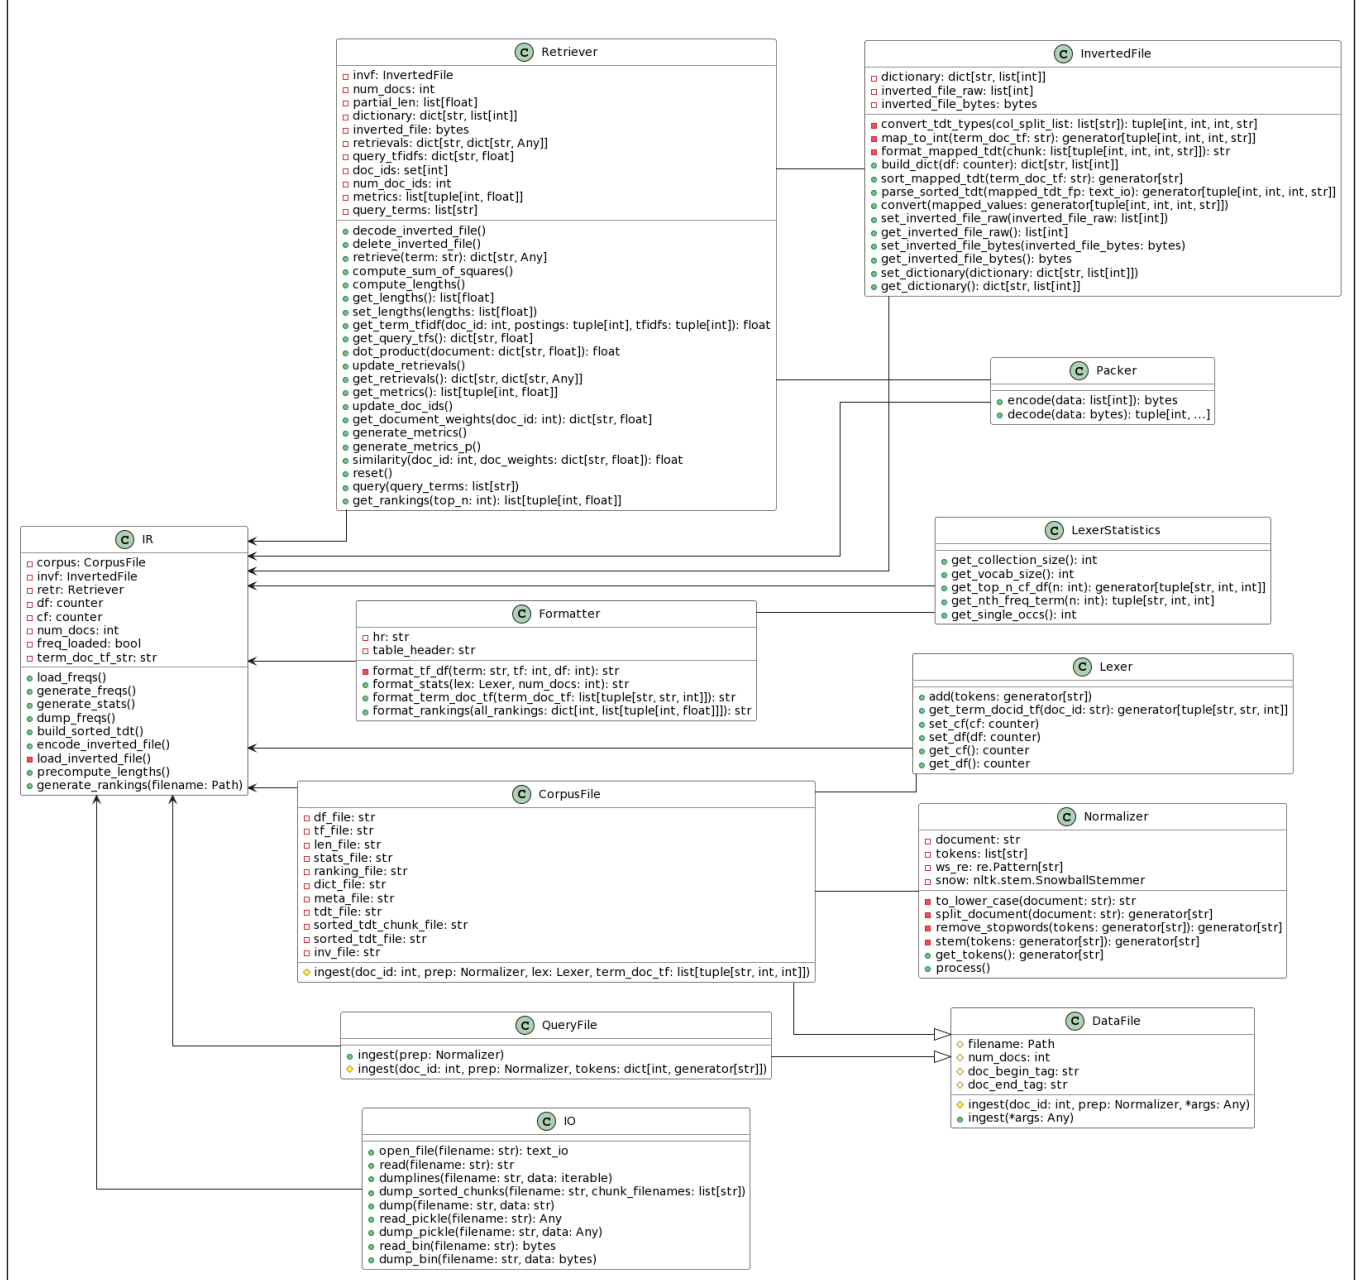 C Retriever
invf: InvertedFile
num_docs: int
partial_len: list[float]
dictionary: dict[str, list[int]]
inverted_file: bytes
retrievals: dict[str, dict[str, Any]]
query_tfidfs: dict[str, float]
doc_ids: set[int]
num_doc_ids: int
metrics: list[tuple[int, float]]
query_terms: list[str]
decode_inverted_file()
delete_inverted_file()
retrieve(term: str): dict[str, Any]
compute_sum_of_squares()
compute_lengths()
get_lengths(): list[float]
set_lengths(lengths: list[float])
get_term_tfidf(doc_id: int, postings: tuple[int], tfidfs: tuple[int]): float
get_query_tfs(): dict[str, float]
dot_product(document: dict[str, float]): float
update_retrievals()
get_retrievals(): dict[str, dict[str, Any]]
get_metrics(): list[tuple[int, float]]
update_doc_ids()
get_document_weights(doc_id: int): dict[str, float]
generate_metrics()
generate_metrics_p()
similarity(doc_id: int, doc_weights: dict[str, float]): float
reset()
query(query_terms: list[str])
get_rankings(top_n: int): list[tuple[int, float]]
C InvertedFile
dictionary: dict[str, list[int]]
inverted_file_raw: list[int]
inverted_file_bytes: bytes
convert_tdt_types(col_split_list: list[str]): tuple[int, int, int, str]
map_to_int(term_doc_tf: str): generator[tuple[int, int, int, str]]
format_mapped_tdt(chunk: list[tuple[int, int, int, str]]): str
build_dict(df: counter): dict[str, list[int]]
sort_mapped_tdt(term_doc_tf: str): generator[str]
parse_sorted_tdt(mapped_tdt_fp: text_io): generator[tuple[int, int, int, str]]
convert(mapped_values: generator[tuple[int, int, int, str]])
set_inverted_file_raw(inverted_file_raw: list[int])
get_inverted_file_raw(): list[int]
set_inverted_file_bytes(inverted_file_bytes: bytes)
get_inverted_file_bytes(): bytes
set_dictionary(dictionary: dict[str, list[int]])
get_dictionary(): dict[str, list[int]]
C Packer
encode(data: list[int]): bytes
decode(data: bytes): tuple[int, ...]
C IR
corpus: CorpusFile
invf: InvertedFile
retr: Retriever
df: counter
cf: counter
num_docs: int
freq_loaded: bool
term_doc_tf_str: str
load_freqs()
generate_freqs()
generate_stats()
dump_freqs()
build_sorted_tdt()
encode_inverted_file()
load_inverted_file()
precompute_lengths()
generate_rankings(filename: Path)
C LexerStatistics
get_collection_size(): int
get_vocab_size(): int
get_top_n_cf_df(n: int): generator[tuple[str, int, int]]
get_nth_freq_term(n: int): tuple[str, int, int]
get_single_occs(): int
C Formatter
hr: str
table_header: str
format_tf_df(term: str, tf: int, df: int): str
format_stats(lex: Lexer, num_docs: int): str
format_term_doc_tf(term_doc_tf: list[tuple[str, str, int]]): str
format_rankings(all_rankings: dict[int, list[tuple[int, float]]]): str
C Lexer
add(tokens: generator[str])
get_term_docid_tf(doc_id: str): generator[tuple[str, str, int]]
set_cf(cf: counter)
set_df(df: counter)
get_cf(): counter
get_df(): counter
C CorpusFile
df_file: str
tf_file: str
len_file: str
stats_file: str
ranking_file: str
dict_file: str
meta_file: str
tdt_file: str
sorted_tdt_chunk_file: str
sorted_tdt_file: str
inv_file: str
ingest(doc_id: int, prep: Normalizer, lex: Lexer, term_doc_tf: list[tuple[str, int, int]])
C Normalizer
document: str
tokens: list[str]
ws_re: re.Pattern[str]
snow: nltk.stem.SnowballStemmer
to_lower_case(document: str): str
split_document(document: str): generator[str]
remove_stopwords(tokens: generator[str]): generator[str]
stem(tokens: generator[str]): generator[str]
get_tokens(): generator[str]
process()
C QueryFile
ingest(prep: Normalizer)
ingest(doc_id: int, prep: Normalizer, tokens: dict[int, generator[str]])
C DataFile
filename: Path
num_docs: int
doc_begin_tag: str
doc_end_tag: str
ingest(doc_id: int, prep: Normalizer, *args: Any)
ingest(*args: Any)
C IO
open_file(filename: str): text_io
read(filename: str): str
dumplines(filename: str, data: iterable)
dump_sorted_chunks(filename: str, chunk_filenames: list[str])
dump(filename: str, data: str)
read_pickle(filename: str): Any
dump_pickle(filename: str, data: Any)
read_bin(filename: str): bytes
dump_bin(filename: str, data: bytes)